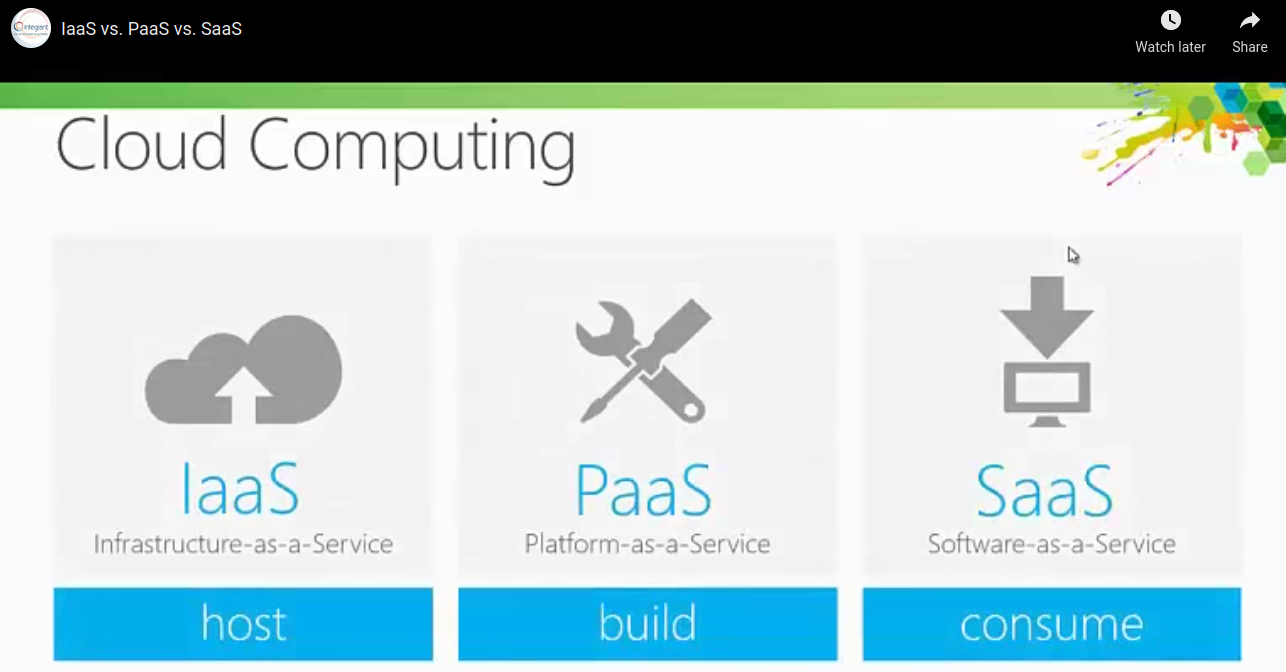 integrant
IaaS vs. PaaS vs. SaaS
Watch later
Share
Cloud Computing
IaaS
Infrastructure-as-a-Service
host
PaaS
Platform-as-a-Service
build
SaaS
Software-as-a-Service
consume